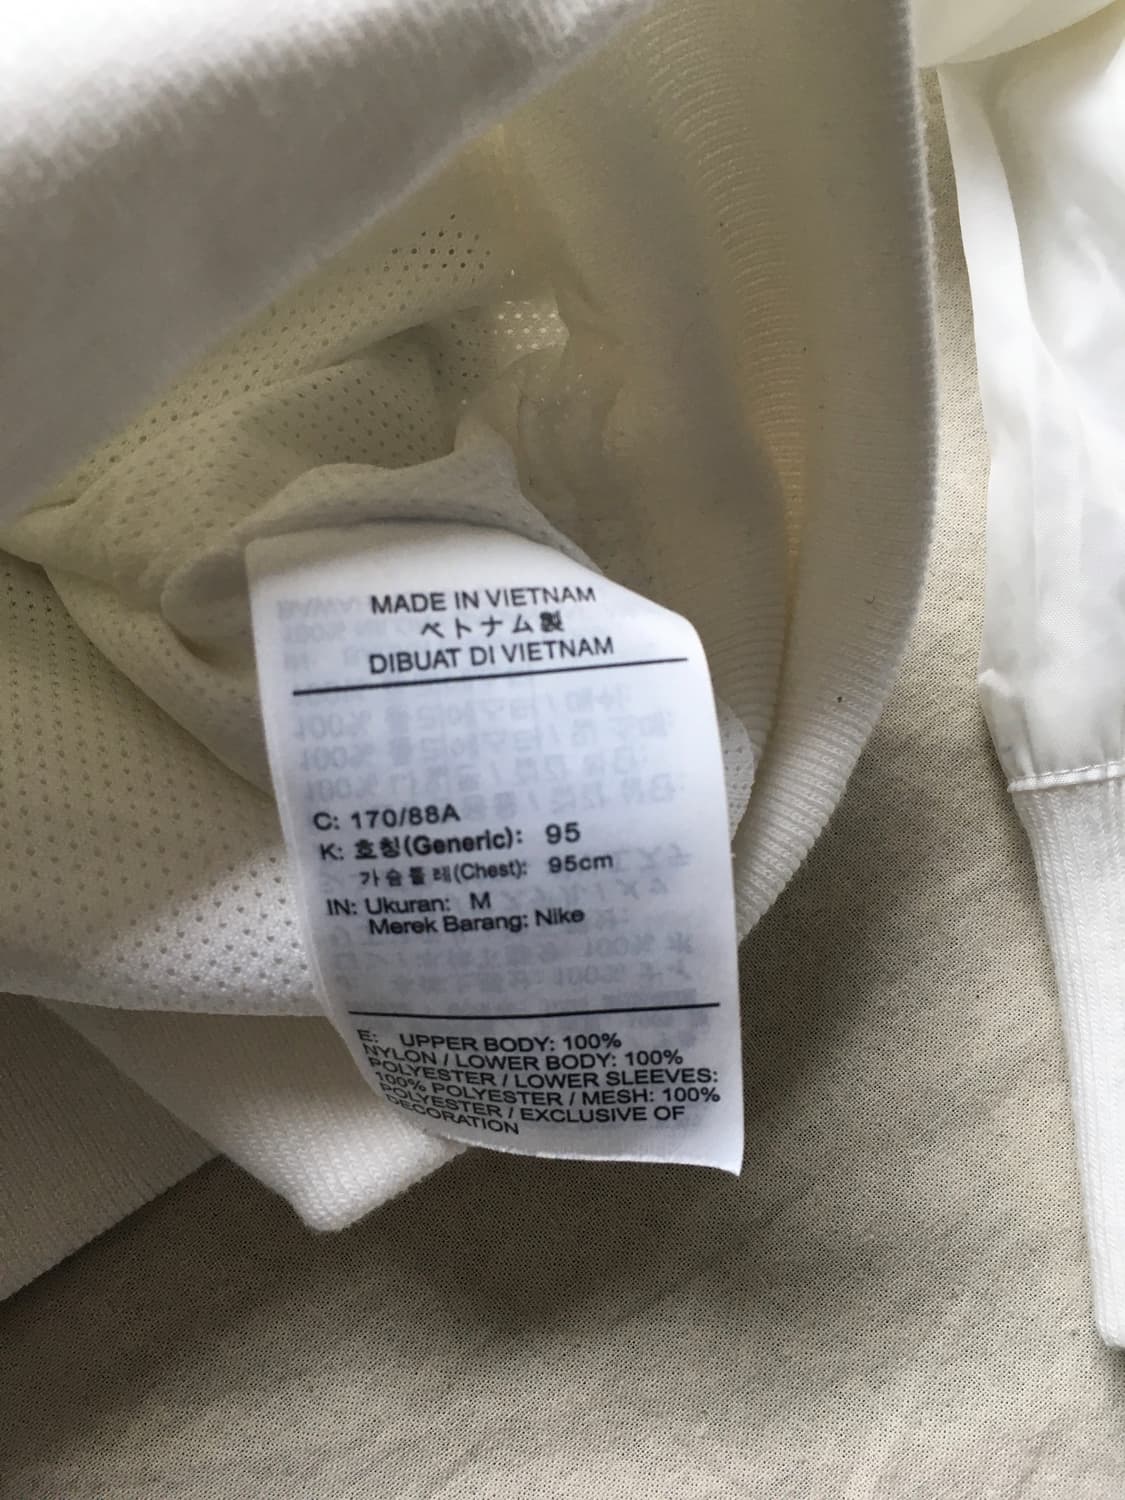 MADE IN VIETNAM
ベトナム製
DIBUAT DI VIETNAM
C: 170/88A
K: 호칭(Generic): 95
가슴둘레(Chest): 95cm
IN: Ukuran: M
Merek Barang: Nike
E: UPPER BODY: 100%
NYLON / LOWER BODY: 100%
POLYESTER / LOWER SLEEVES:
100% POLYESTER / MESH: 100%
POLYESTER / EXCLUSIVE OF
DECORATION